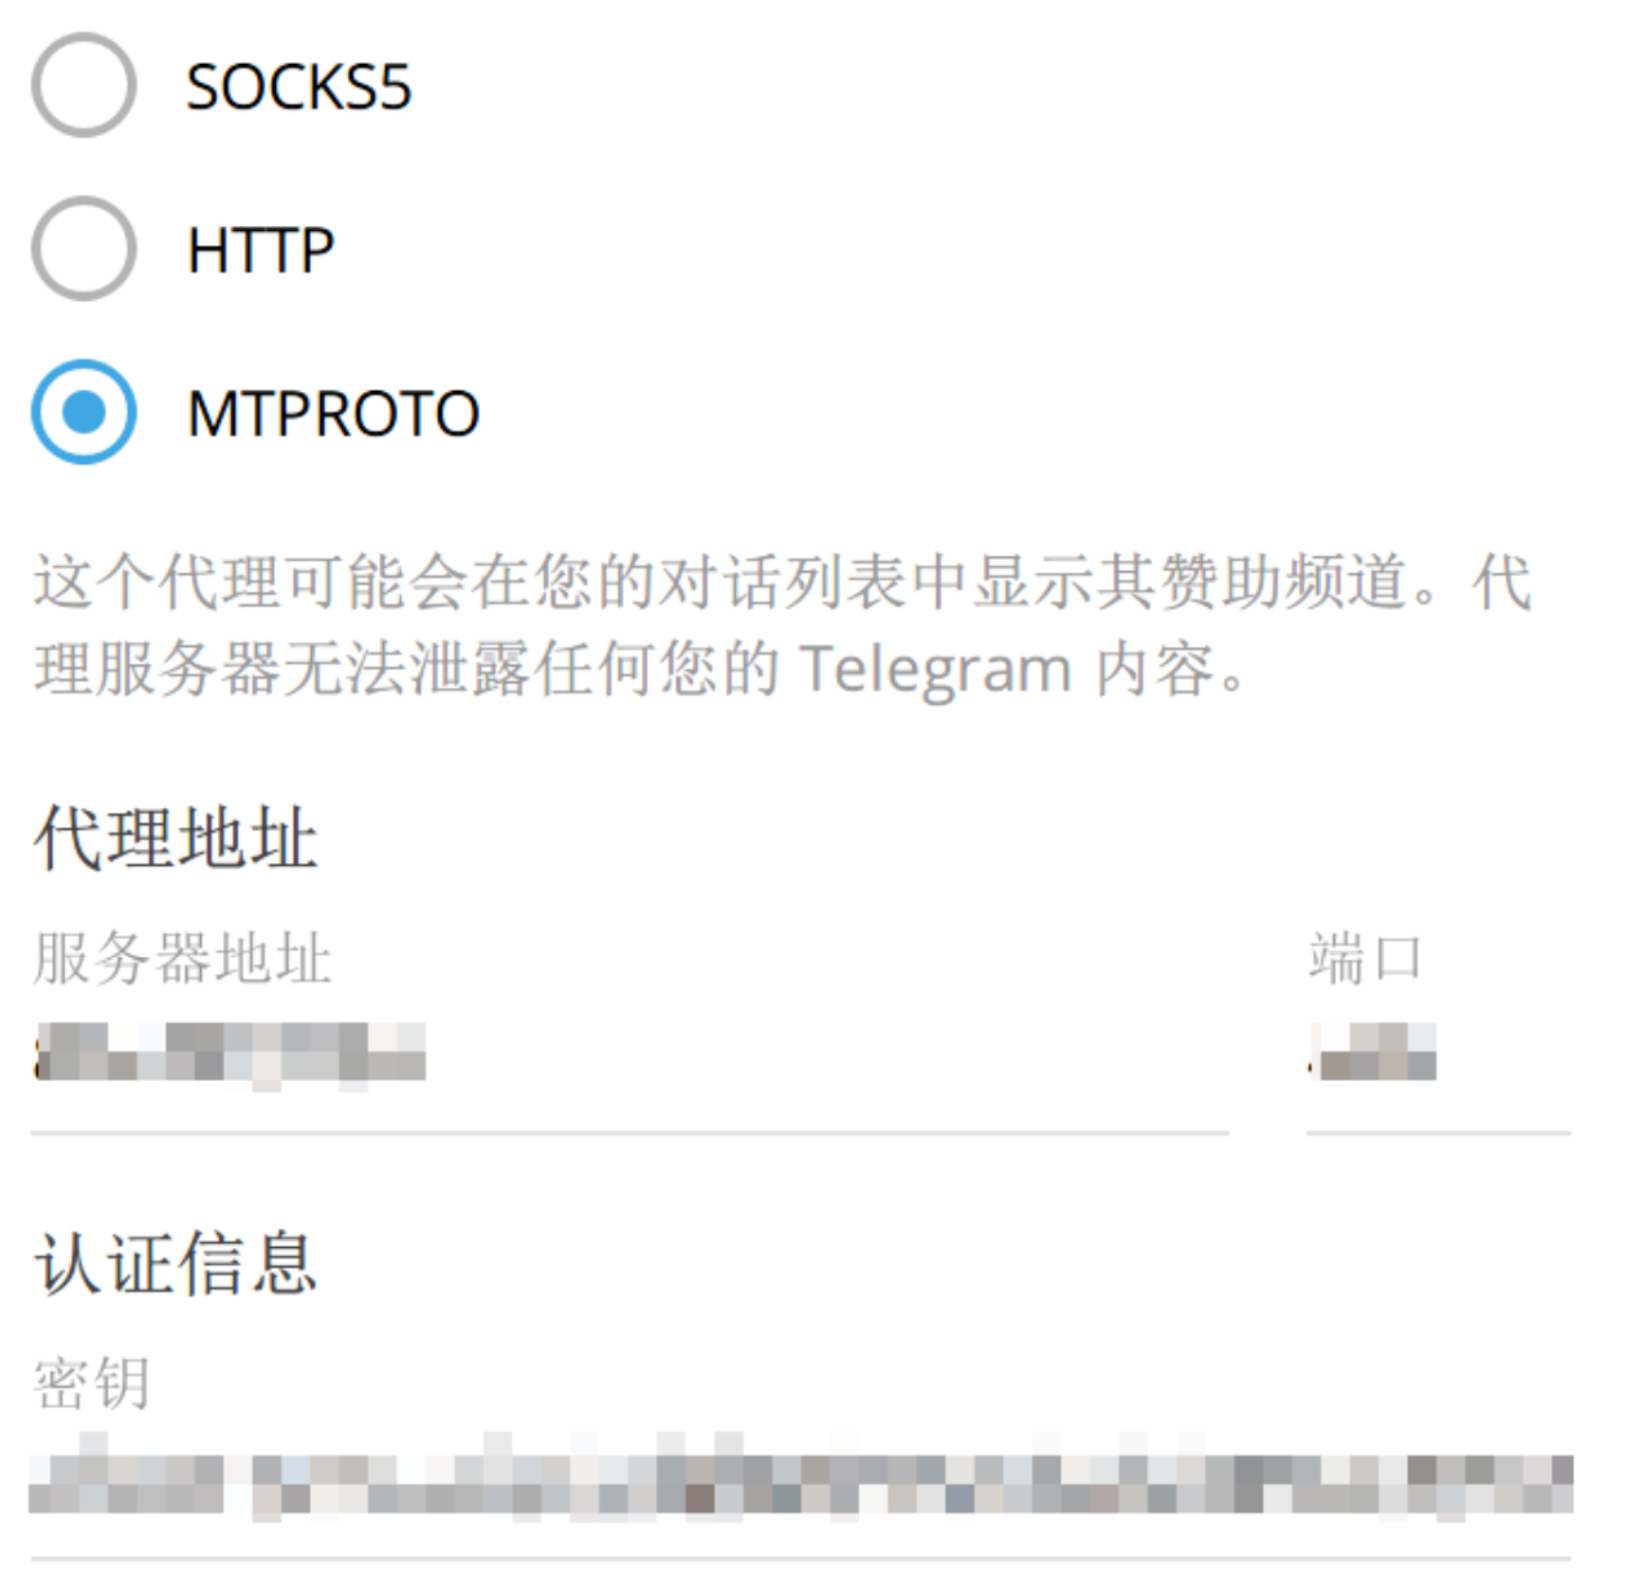 SOCKS5
HTTP
MTPROTO
这个代理可能会在您的对话列表中显示其赞助频道。代
理服务器无法泄露任何您的 Telegram 内容。
代理地址
服务器地址
端口
认证信息
密钥